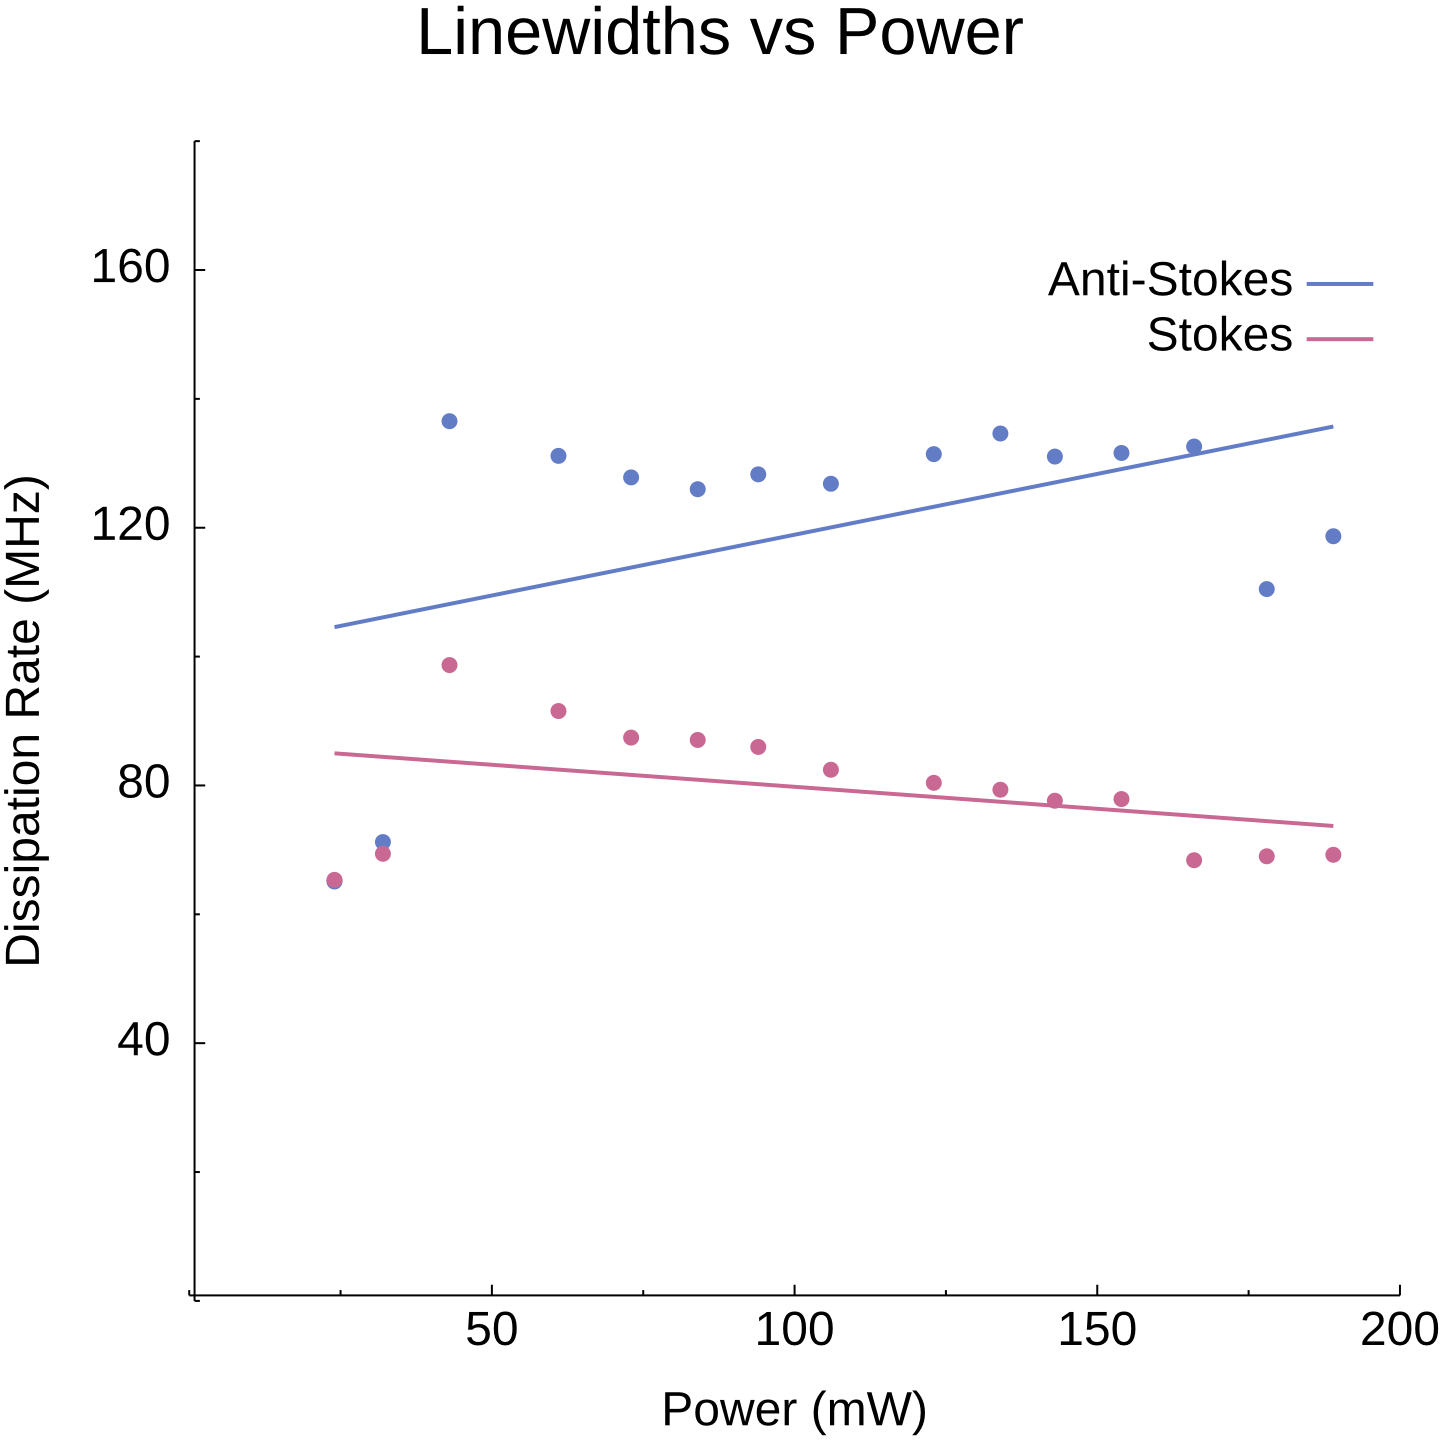 Linewidths vs Power
160
120
80
40
Dissipation Rate (MHz)
Anti-Stokes
Stokes
50 100 150 200
Power (mW)